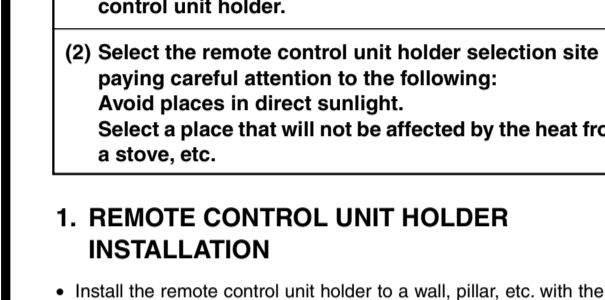 control unit holder.
(2) Select the remote control unit holder selection site
paying careful attention to the following:
Avoid places in direct sunlight.
Select a place that will not be affected by the heat
a stove, etc.
1. REMOTE CONTROL UNIT HOLDER
INSTALLATION
• Install the remote control unit holder to a wall, pillar, etc. with the